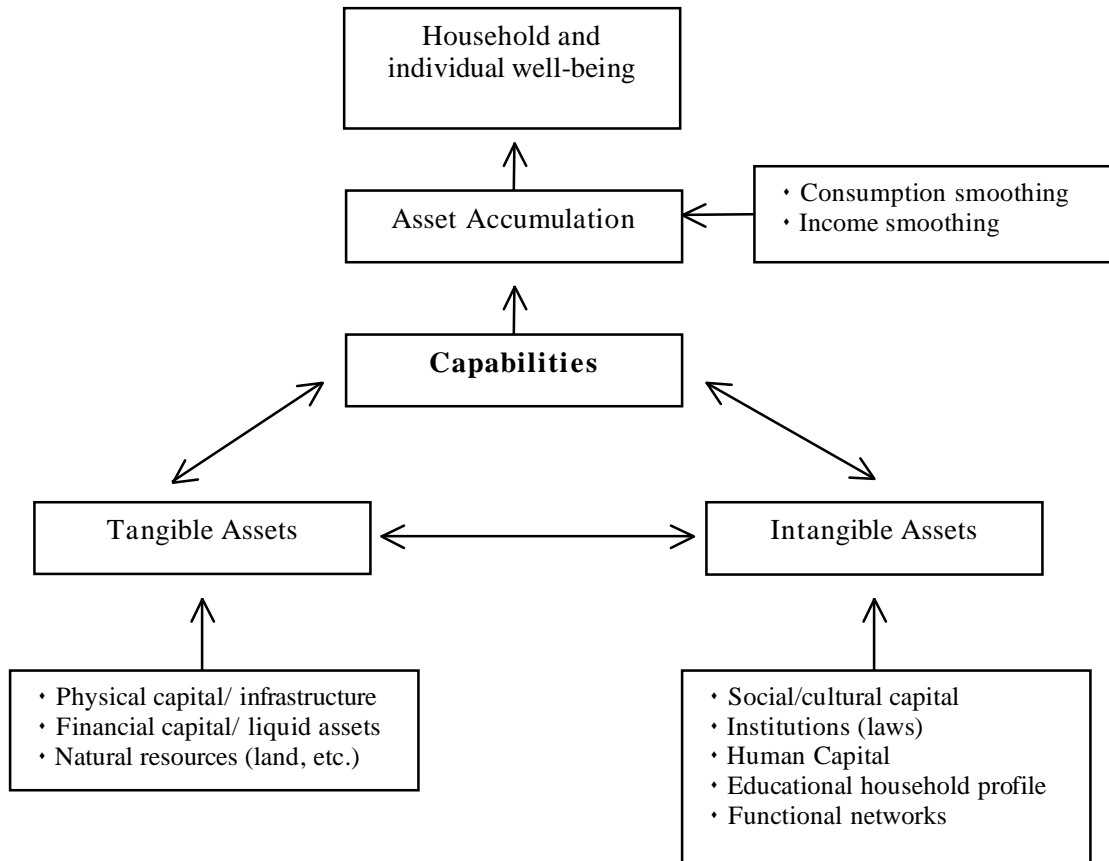 Household and
individual well-being
Asset Accumulation
⬩ Consumption smoothing
⬩ Income smoothing
Capabilities
Tangible Assets
Intangible Assets
⬩ Physical capital/ infrastructure
⬩ Financial capital/ liquid assets
⬩ Natural resources (land, etc.)
⬩ Social/cultural capital
⬩ Institutions (laws)
⬩ Human Capital
⬩ Educational household profile
⬩ Functional networks